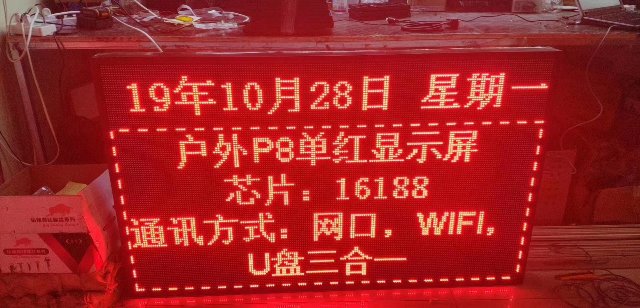 19年10月28日 星期一
户外P8单红显示屏
芯片：16188
通讯方式：网口，WIFI，
U盘三合一